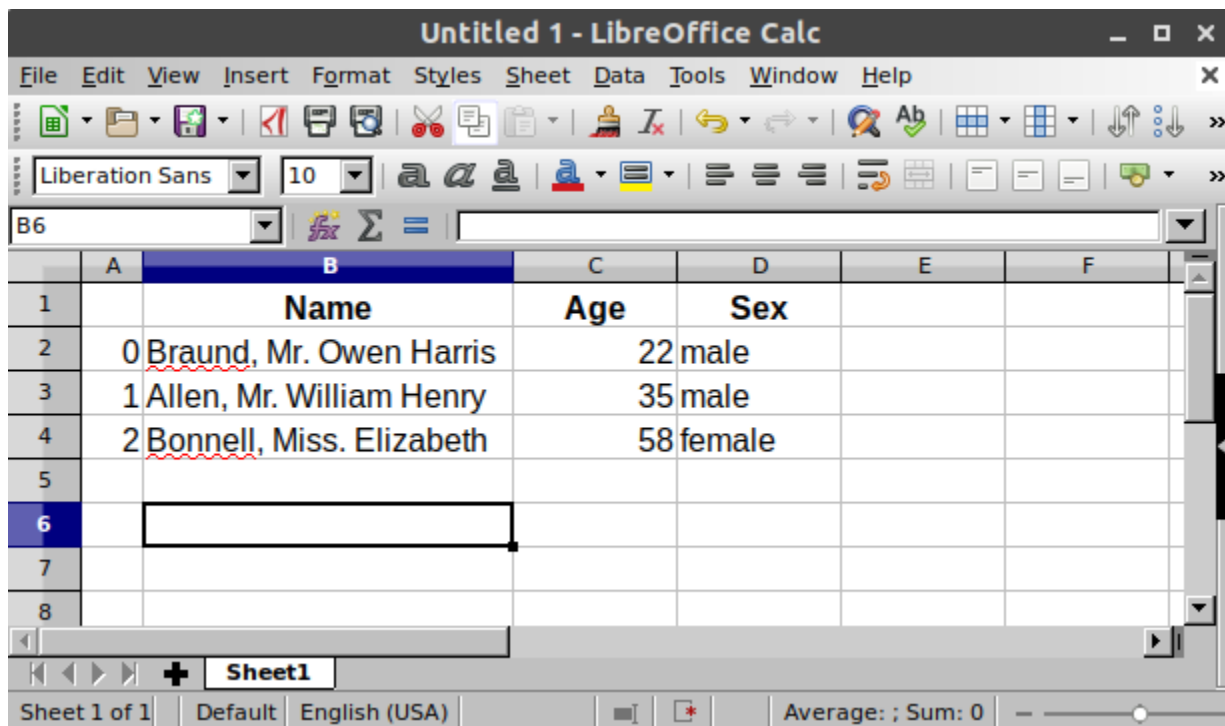 Untitled 1 - LibreOffice Calc
File Edit View Insert Format Styles Sheet Data Tools Window Help
Liberation Sans 10 a a a a
B6
A B C D E F
1 Name Age Sex
2 0 Braund, Mr. Owen Harris 22 male
3 1 Allen, Mr. William Henry 35 male
4 2 Bonnell, Miss. Elizabeth 58 female
5
6
7
8
Sheet1
Sheet 1 of 1 Default English (USA) Average: ; Sum: 0